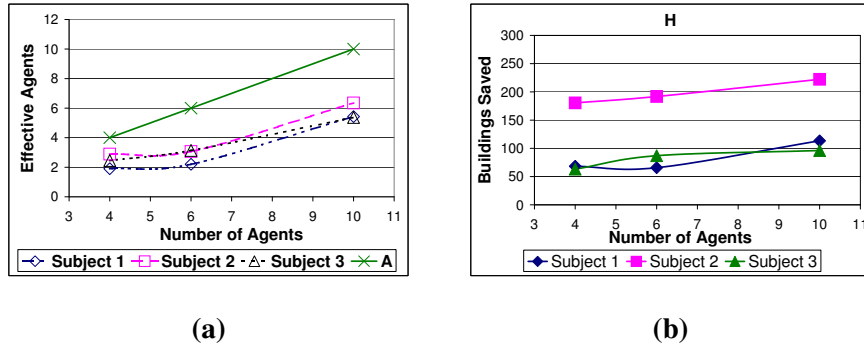 12
10
8
6
4
2
0
Effective Agents
3 4 5 6 7 8 9 10 11
Number of Agents
Subject 1 Subject 2 Subject 3 A
(a)
H
300
250
200
150
100
50
0
Buildings Saved
3 4 5 6 7 8 9 10 11
Number of Agents
Subject 1 Subject 2 Subject 3
(b)